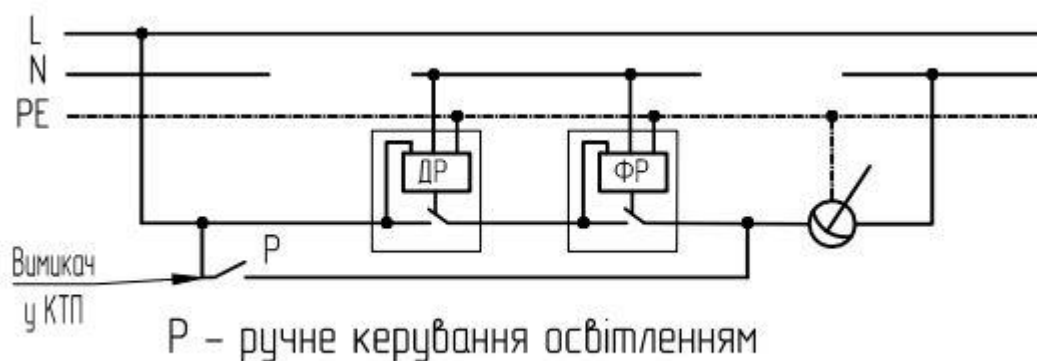 L
N
PE
ДР
ФР
Р
Вимикач
у КТП
Р - ручне керування освітленням